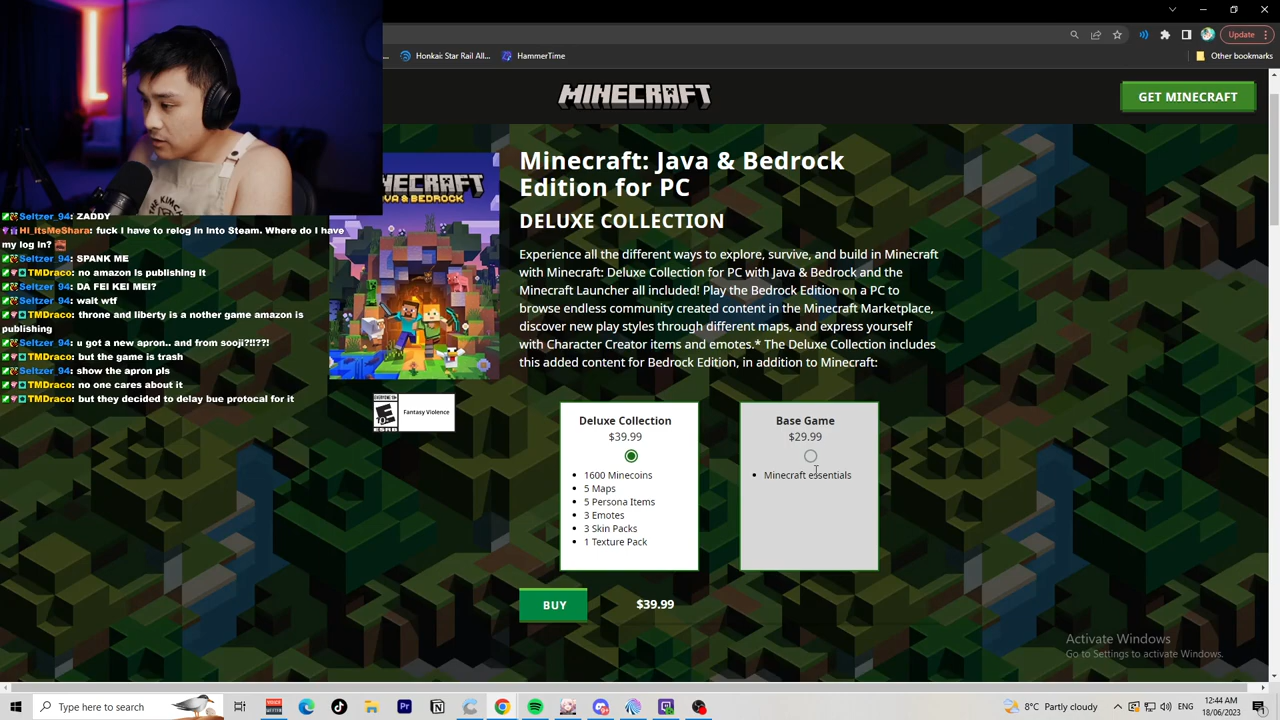 Honkai: Star Rail All...
HammerTime
Update
Other bookmarks
MINECRAFT
GET MINECRAFT
Minecraft: Java & Bedrock
Edition for PC
DELUXE COLLECTION
Experience all the different ways to explore, survive, and build in Minecraft
with Minecraft: Deluxe Collection for PC with Java & Bedrock and the
Minecraft Launcher all included! Play the Bedrock Edition on a PC to
browse endless community created content in the Minecraft Marketplace,
discover new play styles through different maps, and express yourself
with Character Creator items and emotes.* The Deluxe Collection includes
this added content for Bedrock Edition, in addition to Minecraft:
Seltzer_94: ZADDY
HI_ItsMeShara: fuck I have to relog in into Steam. Where do I have
my log in?
Seltzer_94: SPANK ME
TMDraco: no amazon is publishing it
Seltzer_94: DA FEI KEI MEI?
Seltzer_94: wait wtf
TMDraco: throne and liberty is a nother game amazon is
publishing
Seltzer_94: u got a new apron.. and from sooji?!!??!
TMDraco: but the game is trash
Seltzer_94: show the apron pls
TMDraco: no one cares about it
TMDraco: but they decided to delay bue protocal for it
ECRAFT
VA & BEDROCK
EVERYONE 10+
E
Fantasy Violence
Deluxe Collection
$39.99
1600 Minecoins
5 Maps
5 Persona Items
3 Emotes
3 Skin Packs
1 Texture Pack
Base Game
$29.99
Minecraft essentials
BUY
$39.99
Activate Windows
Go to Settings to activate Windows.
Type here to search
8°C Partly cloudy
ENG
12:44 AM
18/06/2023